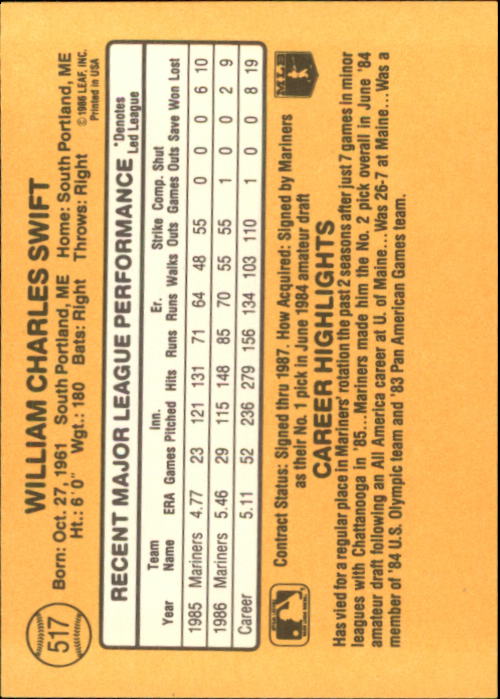 517
WILLIAM CHARLES SWIFT
Born: Oct. 27, 1961 South Portland, ME Home: South Portland, ME
Ht.: 6'0" Wgt.: 180 Bats: Right Throws: Right
© 1986 LEAF, INC.
Printed in USA
RECENT MAJOR LEAGUE PERFORMANCE *Denotes Led League
Year Team Name ERA Games Inn. Pitched Hits Runs Er. Runs Walks Strike Outs Comp. Games Shut Outs Save Won Lost
1985 Mariners 4.77 23 121 131 71 64 48 55 0 0 0 6 10
1986 Mariners 5.46 29 115 148 85 70 55 55 1 0 0 2 9
Career 5.11 52 236 279 156 134 103 110 1 0 0 8 19
Contract Status: Signed thru 1987. How Acquired: Signed by Mariners
as their No. 1 pick in June 1984 amateur draft
MLB
CAREER HIGHLIGHTS
Has vied for a regular place in Mariners' rotation the past 2 seasons after just 7 games in minor
leagues with Chattanooga in '85...Mariners made him the No. 2 pick overall in June '84
amateur draft following an All America career at U. of Maine...Was 26-7 at Maine...Was a
member of '84 U.S. Olympic team and '83 Pan American Games team.